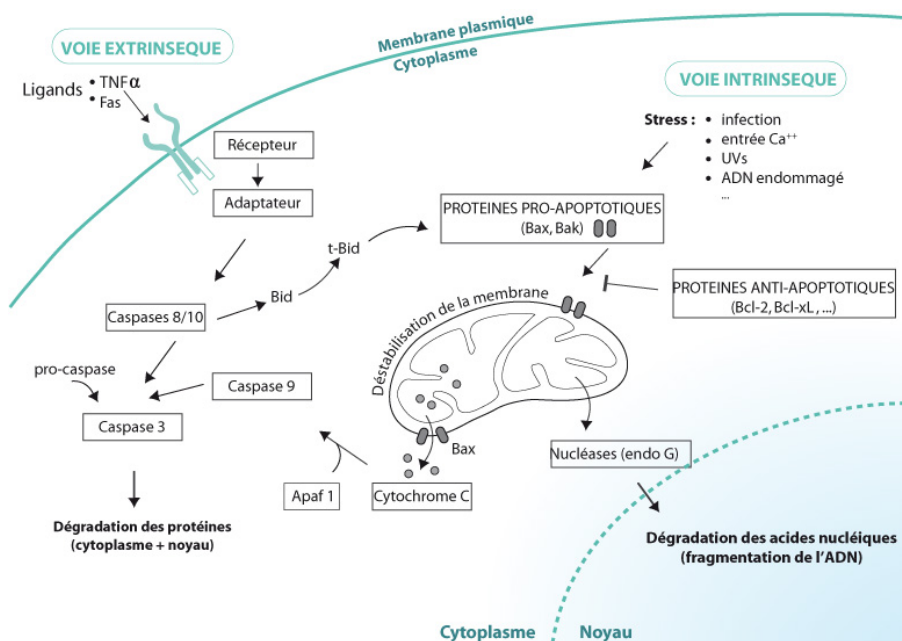 VOIE EXTRINSEQUE
Membrane plasmique
Cytoplasme
Ligands
• TNFα
• Fas
VOIE INTRINSEQUE
Stress : • infection
• entrée Ca⁺⁺
• UVs
• ADN endommagé
...
Récepteur
Adaptateur
PROTEINES PRO-APOPTOTIQUES
(Bax, Bak)
t-Bid
Bid
Caspases 8/10
Déstabilisation de la membrane
PROTEINES ANTI-APOPTOTIQUES
(Bcl-2, Bcl-xL , ...)
pro-caspase
Caspase 9
Caspase 3
Bax
Nucléases (endo G)
Apaf 1
Cytochrome C
Dégradation des protéines
(cytoplasme + noyau)
Dégradation des acides nucléiques
(fragmentation de l'ADN)
Cytoplasme
Noyau